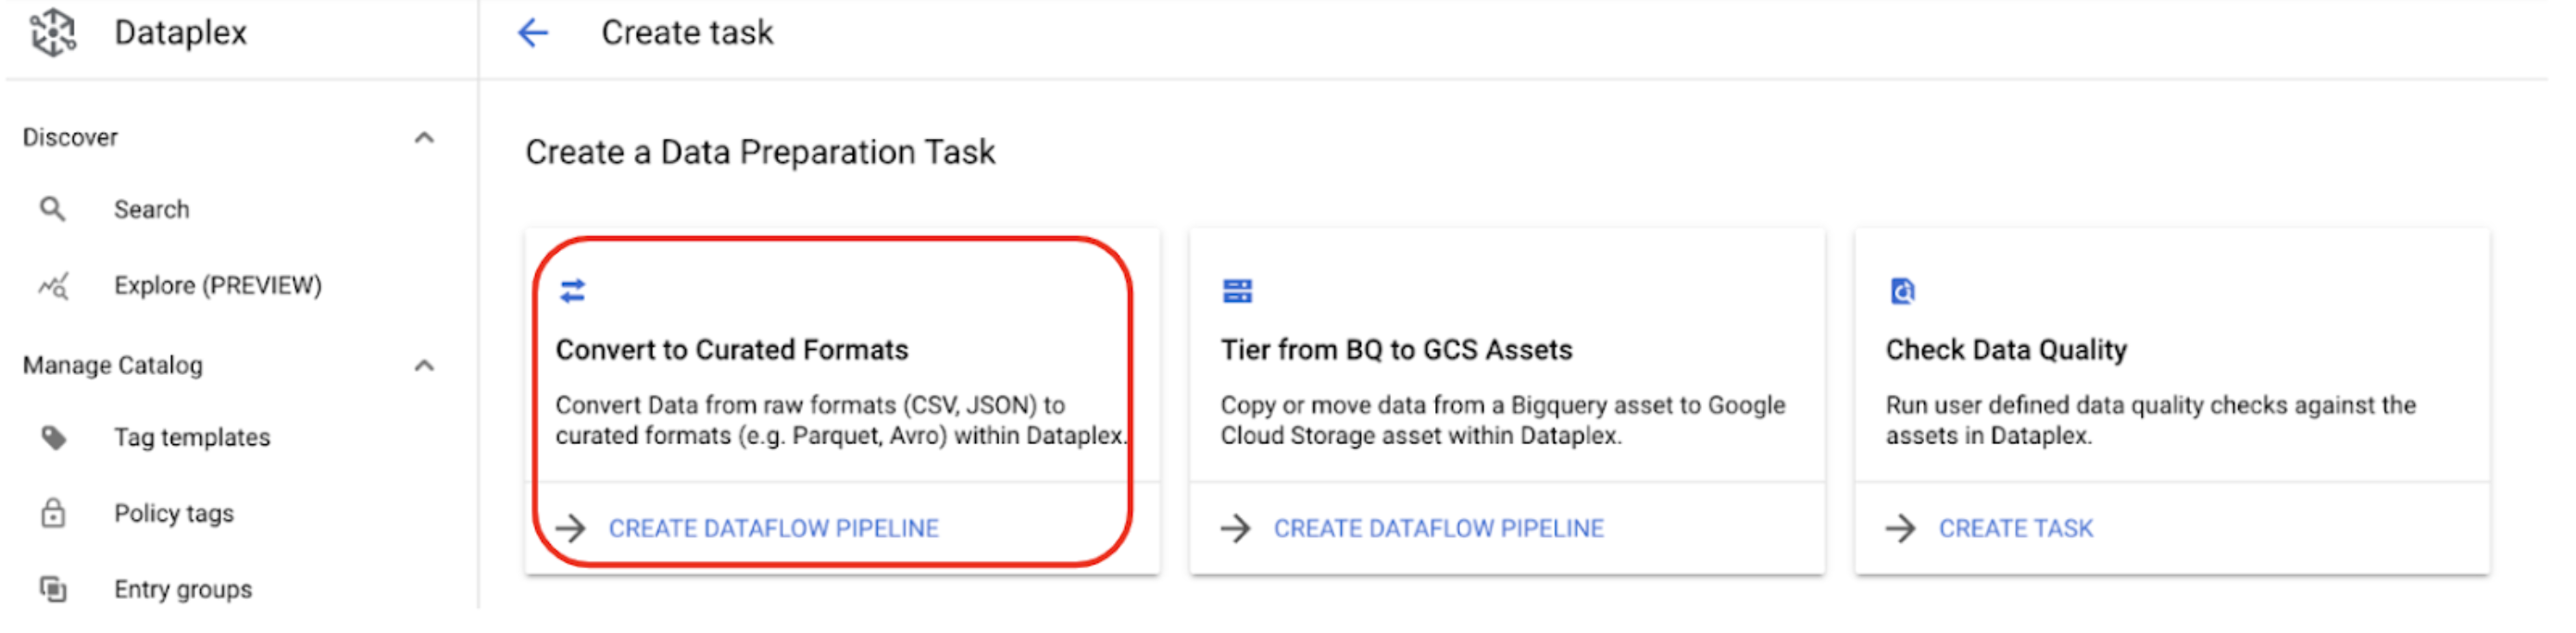 Dataplex
Create task
Discover
Search
Explore (PREVIEW)
Manage Catalog
Tag templates
Policy tags
Entry groups
Create a Data Preparation Task
Convert to Curated Formats
Convert Data from raw formats (CSV, JSON) to
curated formats (e.g. Parquet, Avro) within Dataplex.
CREATE DATAFLOW PIPELINE
Tier from BQ to GCS Assets
Copy or move data from a Bigquery asset to Google
Cloud Storage asset within Dataplex.
CREATE DATAFLOW PIPELINE
Check Data Quality
Run user defined data quality checks against the
assets in Dataplex.
CREATE TASK